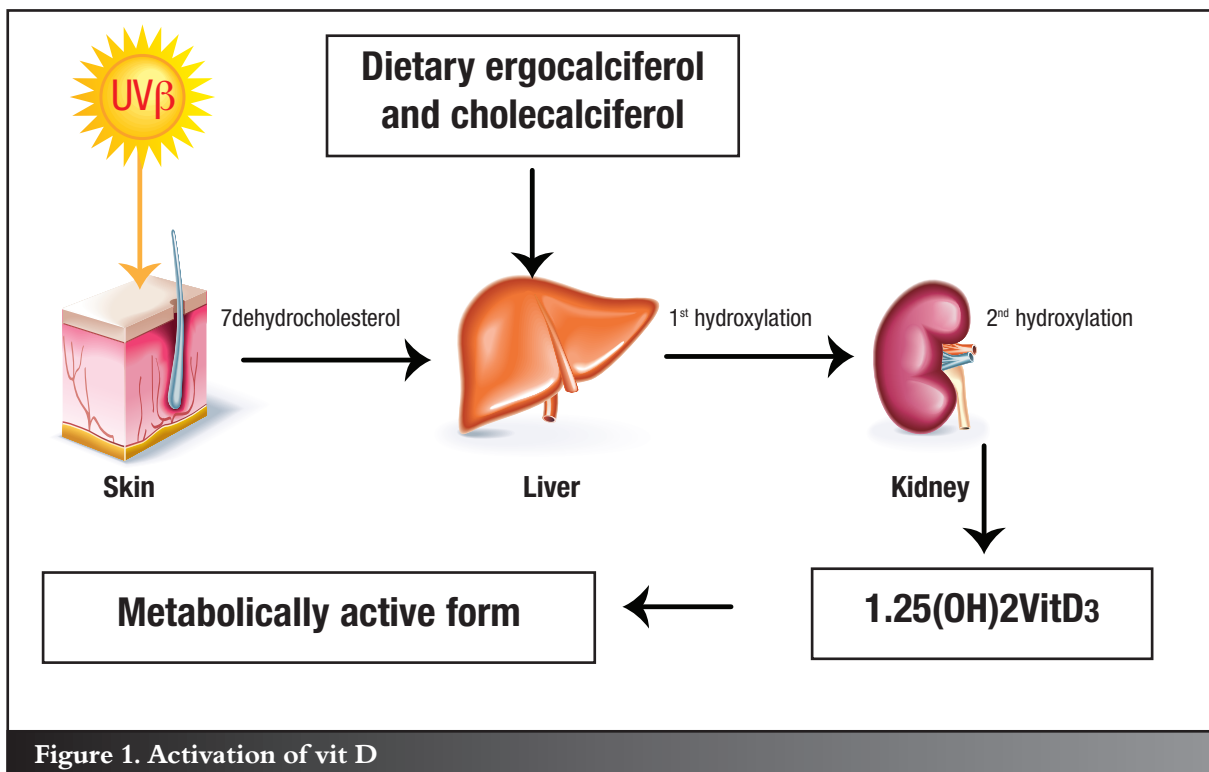 UVβ
Dietary ergocalciferol
and cholecalciferol
7dehydrocholesterol
1st hydroxylation
2nd hydroxylation
Skin
Liver
Kidney
Metabolically active form
1.25(OH)2VitD3
Figure 1. Activation of vit D